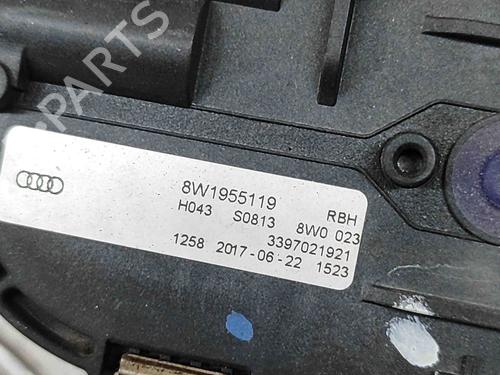 PARTS
8W1955119 RBH
H043 S0813 8W0 023
3397021921
1258 2017-06-22 1523